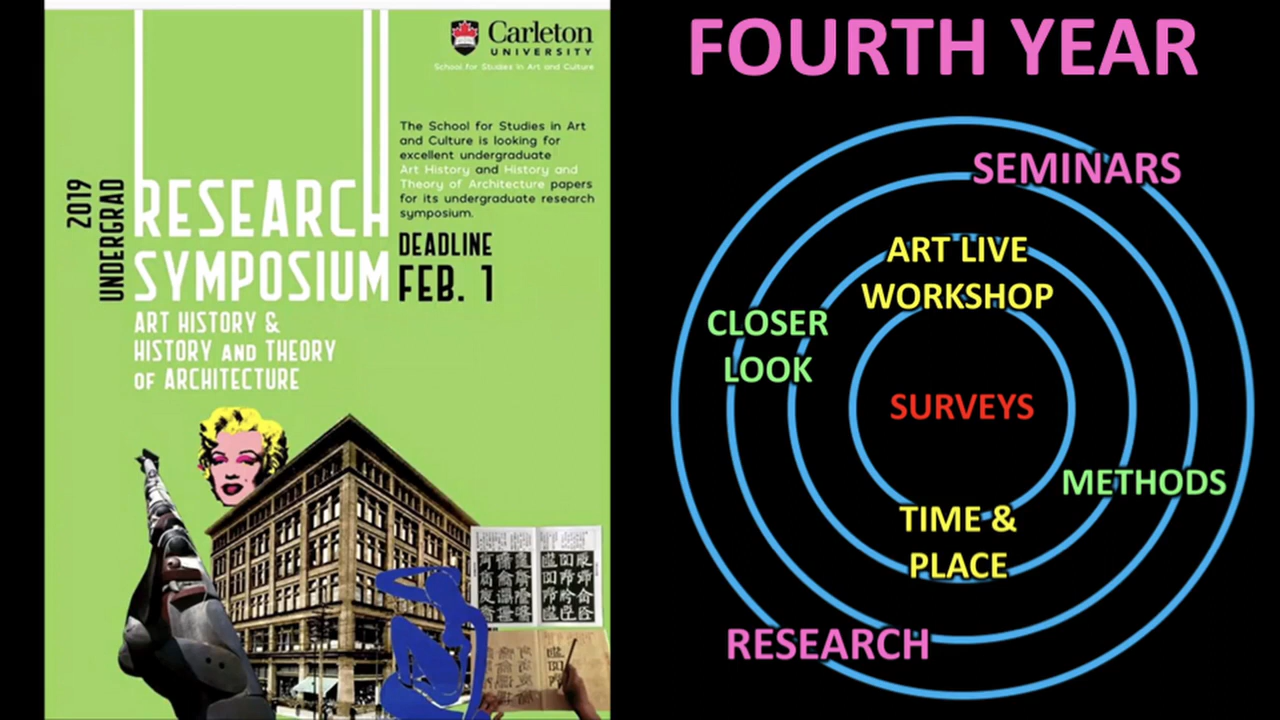 Carleton
UNIVERSITY
School for Studies in Art and Culture
The School for Studies in Art
and Culture is looking for
excellent undergraduate
Art History and History and
Theory of Architecture papers
for its undergraduate research
symposium.
2019
UNDERGRAD
RESEARCH
SYMPOSIUM
DEADLINE
FEB. 1
ART HISTORY &
HISTORY AND THEORY
OF ARCHITECTURE
FOURTH YEAR
SEMINARS
ART LIVE
WORKSHOP
CLOSER
LOOK
SURVEYS
METHODS
TIME &
PLACE
RESEARCH